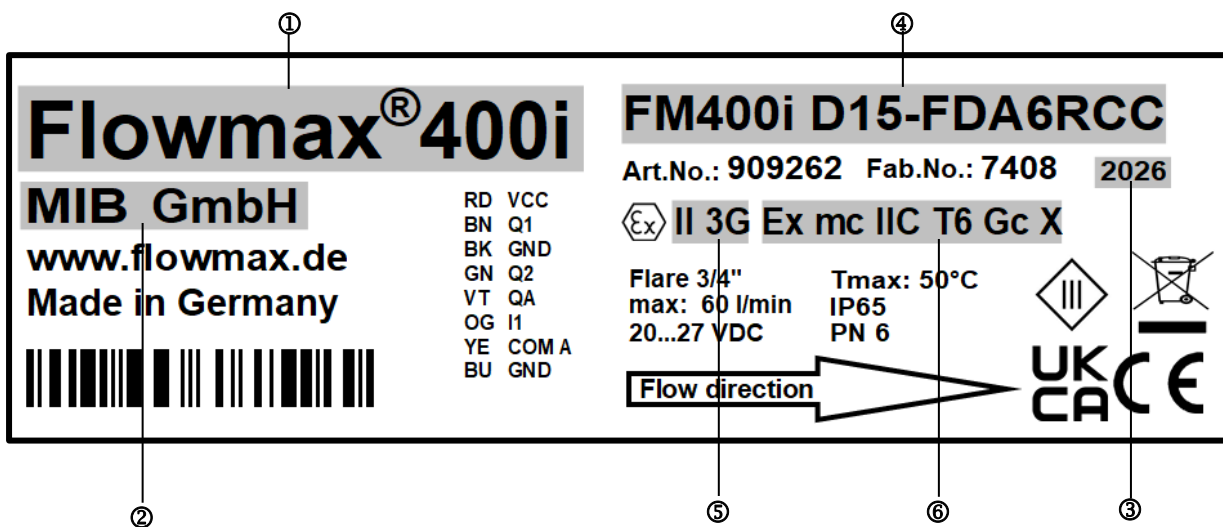 ① ④
Flowmax®400i
MIB GmbH
www.flowmax.de
Made in Germany
RD VCC
BN Q1
BK GND
GN Q2
VT QA
OG I1
YE COM A
BU GND
FM400i D15-FDA6RCC
Art.No.: 909262 Fab.No.: 7408 2026
Ex II 3G Ex mc IIC T6 Gc X
Flare 3/4" Tmax: 50°C
max: 60 l/min IP65
20...27 VDC PN 6
III
Flow direction
UK
CA CE
② ⑤ ⑥ ③